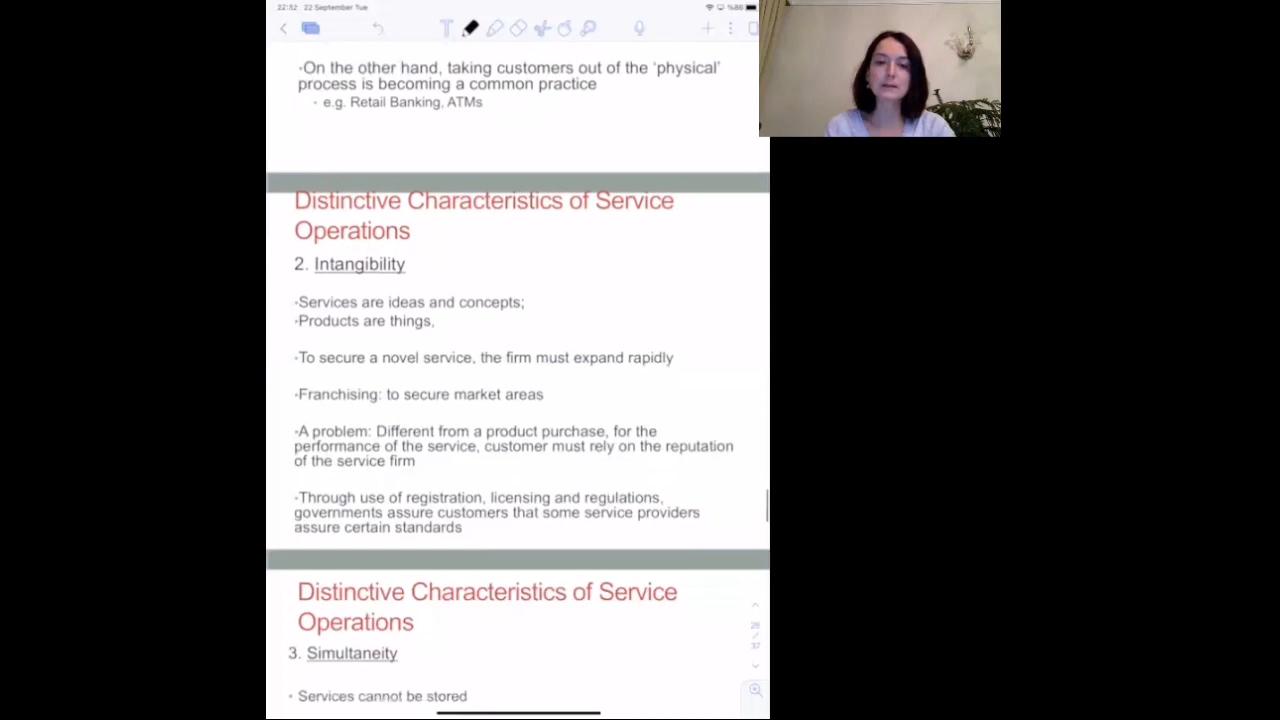 22:32 22 September Tue
%86
·On the other hand, taking customers out of the ‘physical’
process is becoming a common practice
· e.g. Retail Banking, ATMs
Distinctive Characteristics of Service
Operations
2. Intangibility
·Services are ideas and concepts;
·Products are things,
·To secure a novel service, the firm must expand rapidly
·Franchising: to secure market areas
·A problem: Different from a product purchase, for the
performance of the service, customer must rely on the reputation
of the service firm
·Through use of registration, licensing and regulations,
governments assure customers that some service providers
assure certain standards
Distinctive Characteristics of Service
Operations
3. Simultaneity
· Services cannot be stored
/
37